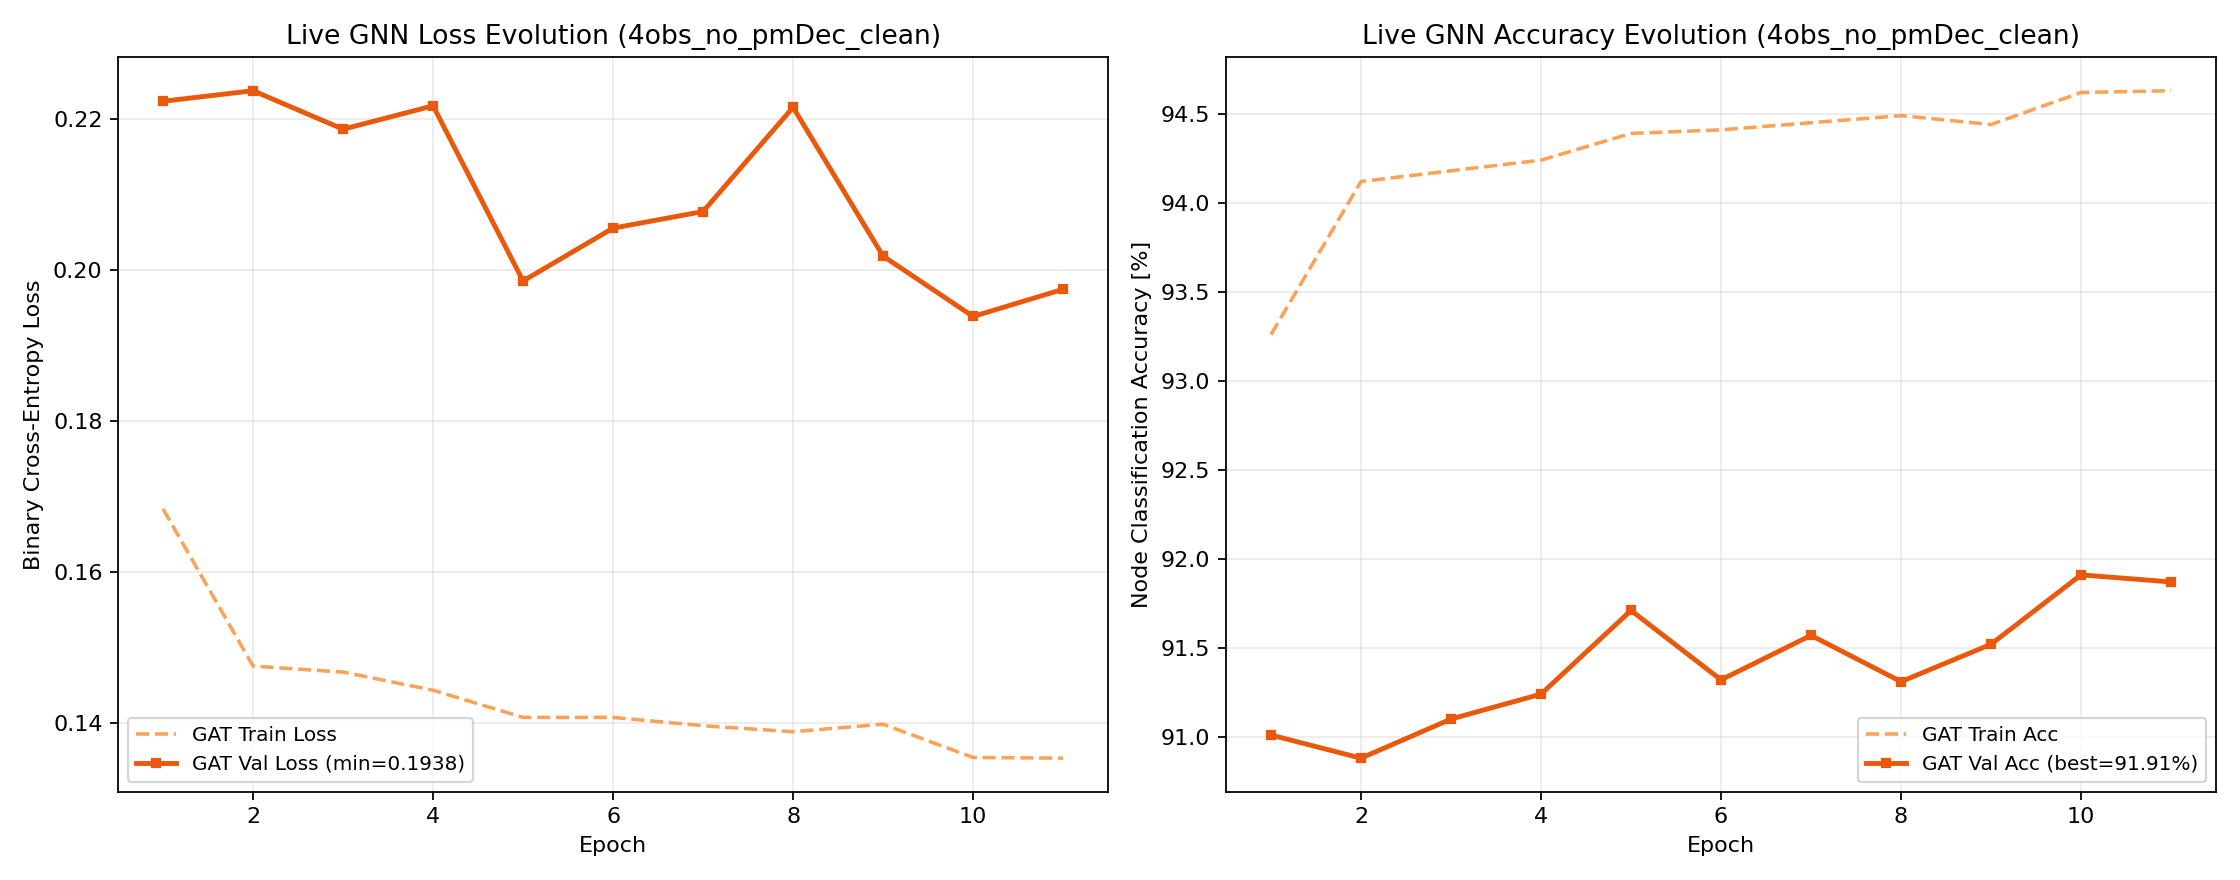 Live GNN Loss Evolution (4obs_no_pmDec_clean)
Binary Cross-Entropy Loss
0.22
0.20
0.18
0.16
0.14
GAT Train Loss
GAT Val Loss (min=0.1938)
2 4 6 8 10
Epoch
Live GNN Accuracy Evolution (4obs_no_pmDec_clean)
Node Classification Accuracy [%]
94.5
94.0
93.5
93.0
92.5
92.0
91.5
91.0
GAT Train Acc
GAT Val Acc (best=91.91%)
2 4 6 8 10
Epoch